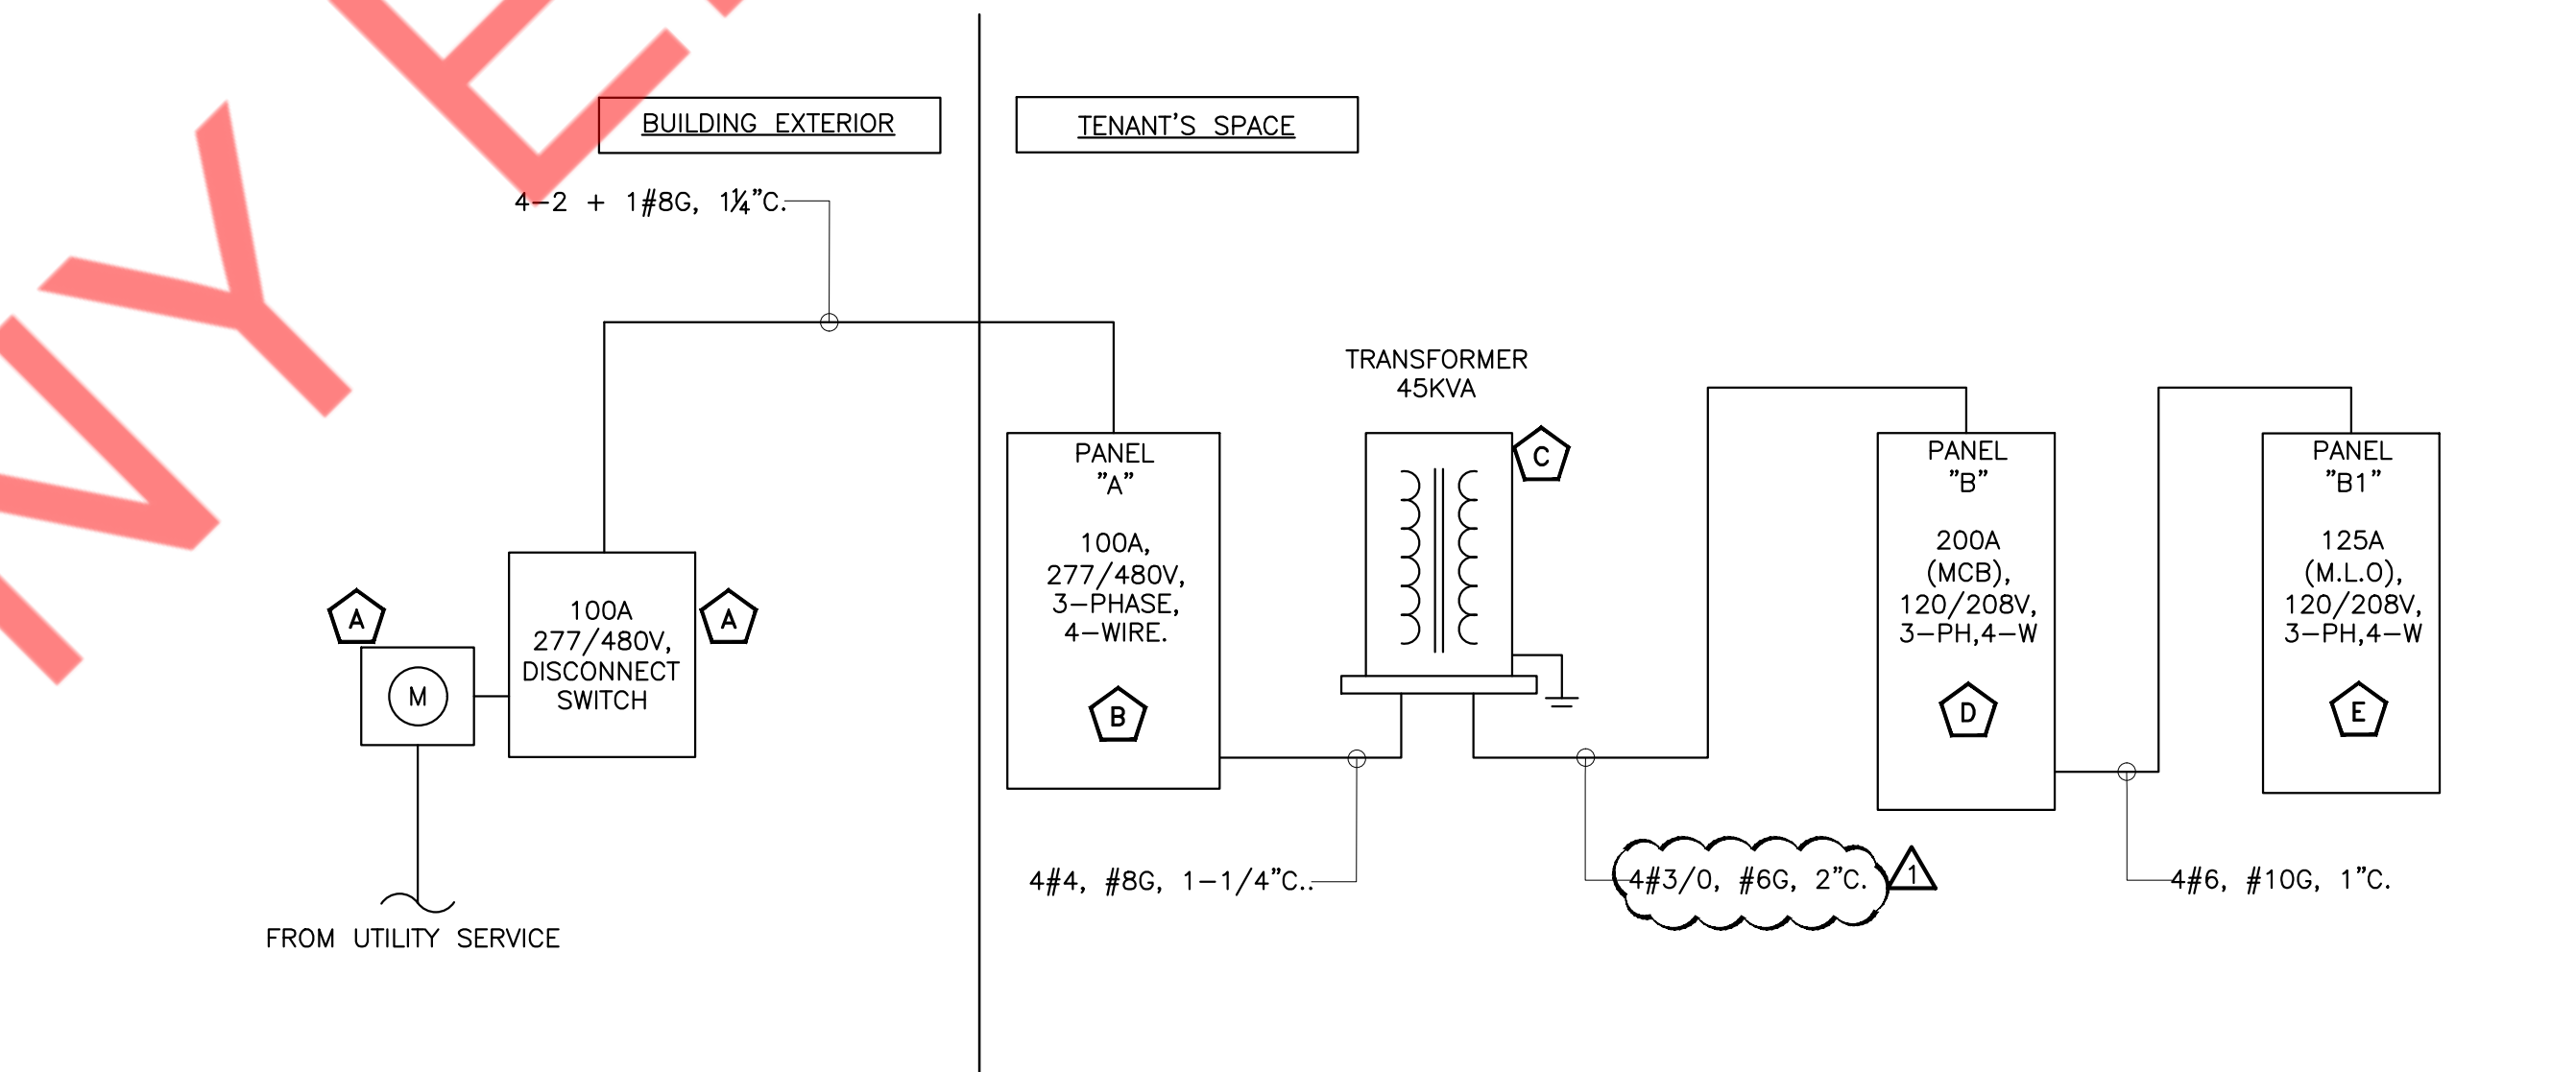 BUILDING EXTERIOR
TENANT'S SPACE
4-2 + 1#8G, 1¼"C.
TRANSFORMER
45KVA
C
PANEL
"A"
100A,
277/480V,
3-PHASE,
4-WIRE.
B
PANEL
"B"
200A
(MCB),
120/208V,
3-PH,4-W
D
PANEL
"B1"
125A
(M.L.O),
120/208V,
3-PH,4-W
E
A
M
100A
277/480V,
DISCONNECT
SWITCH
A
4#4, #8G, 1-1/4"C..
4#3/0, #6G, 2"C.
1
4#6, #10G, 1"C.
FROM UTILITY SERVICE